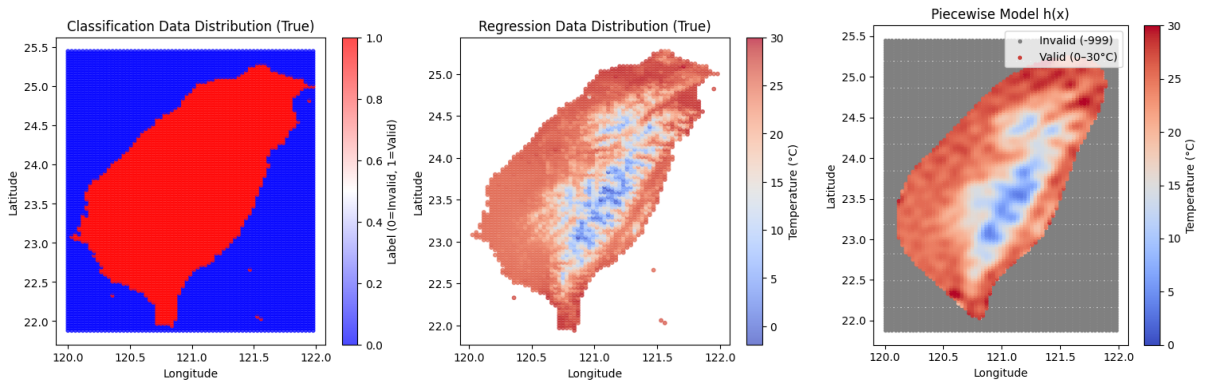 Classification Data Distribution (True)
25.5
25.0
24.5
24.0
23.5
23.0
22.5
22.0
Latitude
120.0 120.5 121.0 121.5 122.0
Longitude
1.0
0.8
0.6
0.4
0.2
0.0
Label (0=Invalid, 1=Valid)
Regression Data Distribution (True)
25.0
24.5
24.0
23.5
23.0
22.5
22.0
Latitude
120.0 120.5 121.0 121.5 122.0
Longitude
30
25
20
15
10
5
0
Temperature (°C)
Piecewise Model h(x)
Invalid (-999)
Valid (0–30°C)
25.5
25.0
24.5
24.0
23.5
23.0
22.5
22.0
Latitude
120.0 120.5 121.0 121.5 122.0
Longitude
30
25
20
15
10
5
0
Temperature (°C)